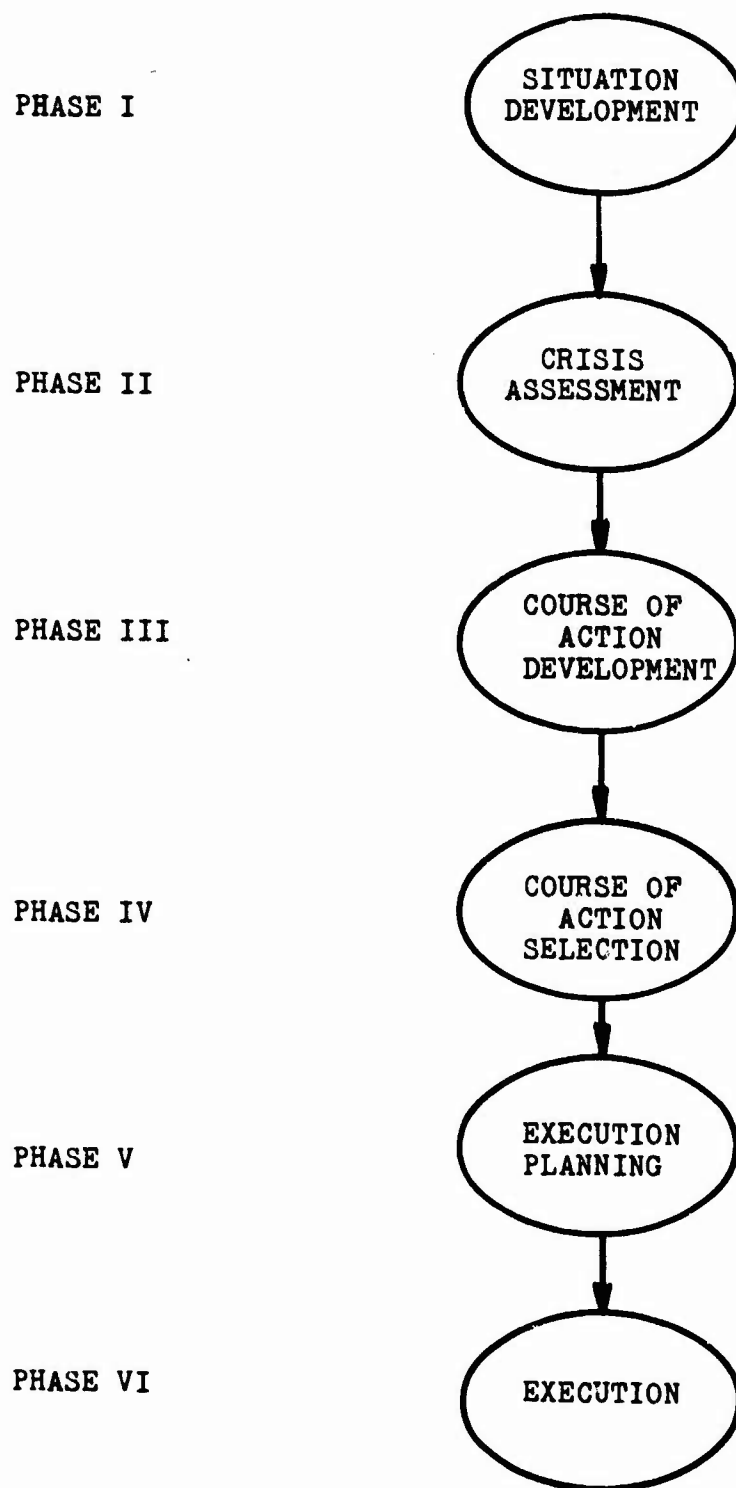 PHASE I
SITUATION
DEVELOPMENT
PHASE II
CRISIS
ASSESSMENT
PHASE III
COURSE OF
ACTION
DEVELOPMENT
PHASE IV
COURSE OF
ACTION
SELECTION
PHASE V
EXECUTION
PLANNING
PHASE VI
EXECUTION